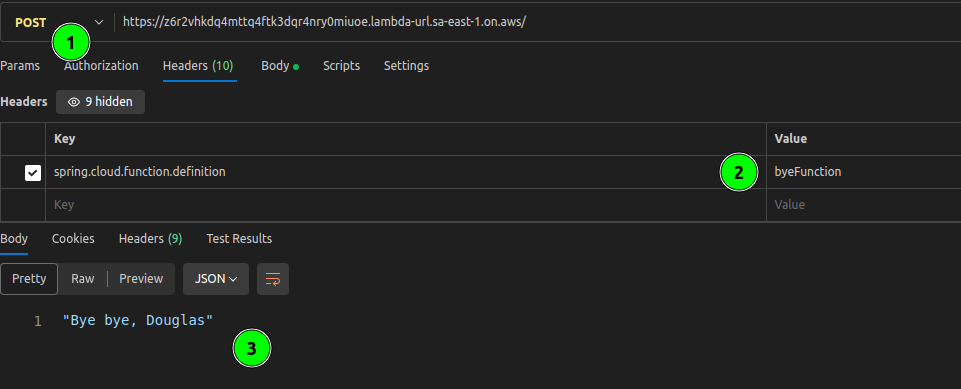 POST https://z6r2vhkdq4mttq4ftk3dqr4nry0miuoe.lambda-url.sa-east-1.on.aws/
1
Params Authorization Headers (10) Body Scripts Settings
Headers 9 hidden
Key Value
spring.cloud.function.definition 2 byeFunction
Key Value
Body Cookies Headers (9) Test Results
Pretty Raw Preview JSON
1 "Bye bye, Douglas"
3